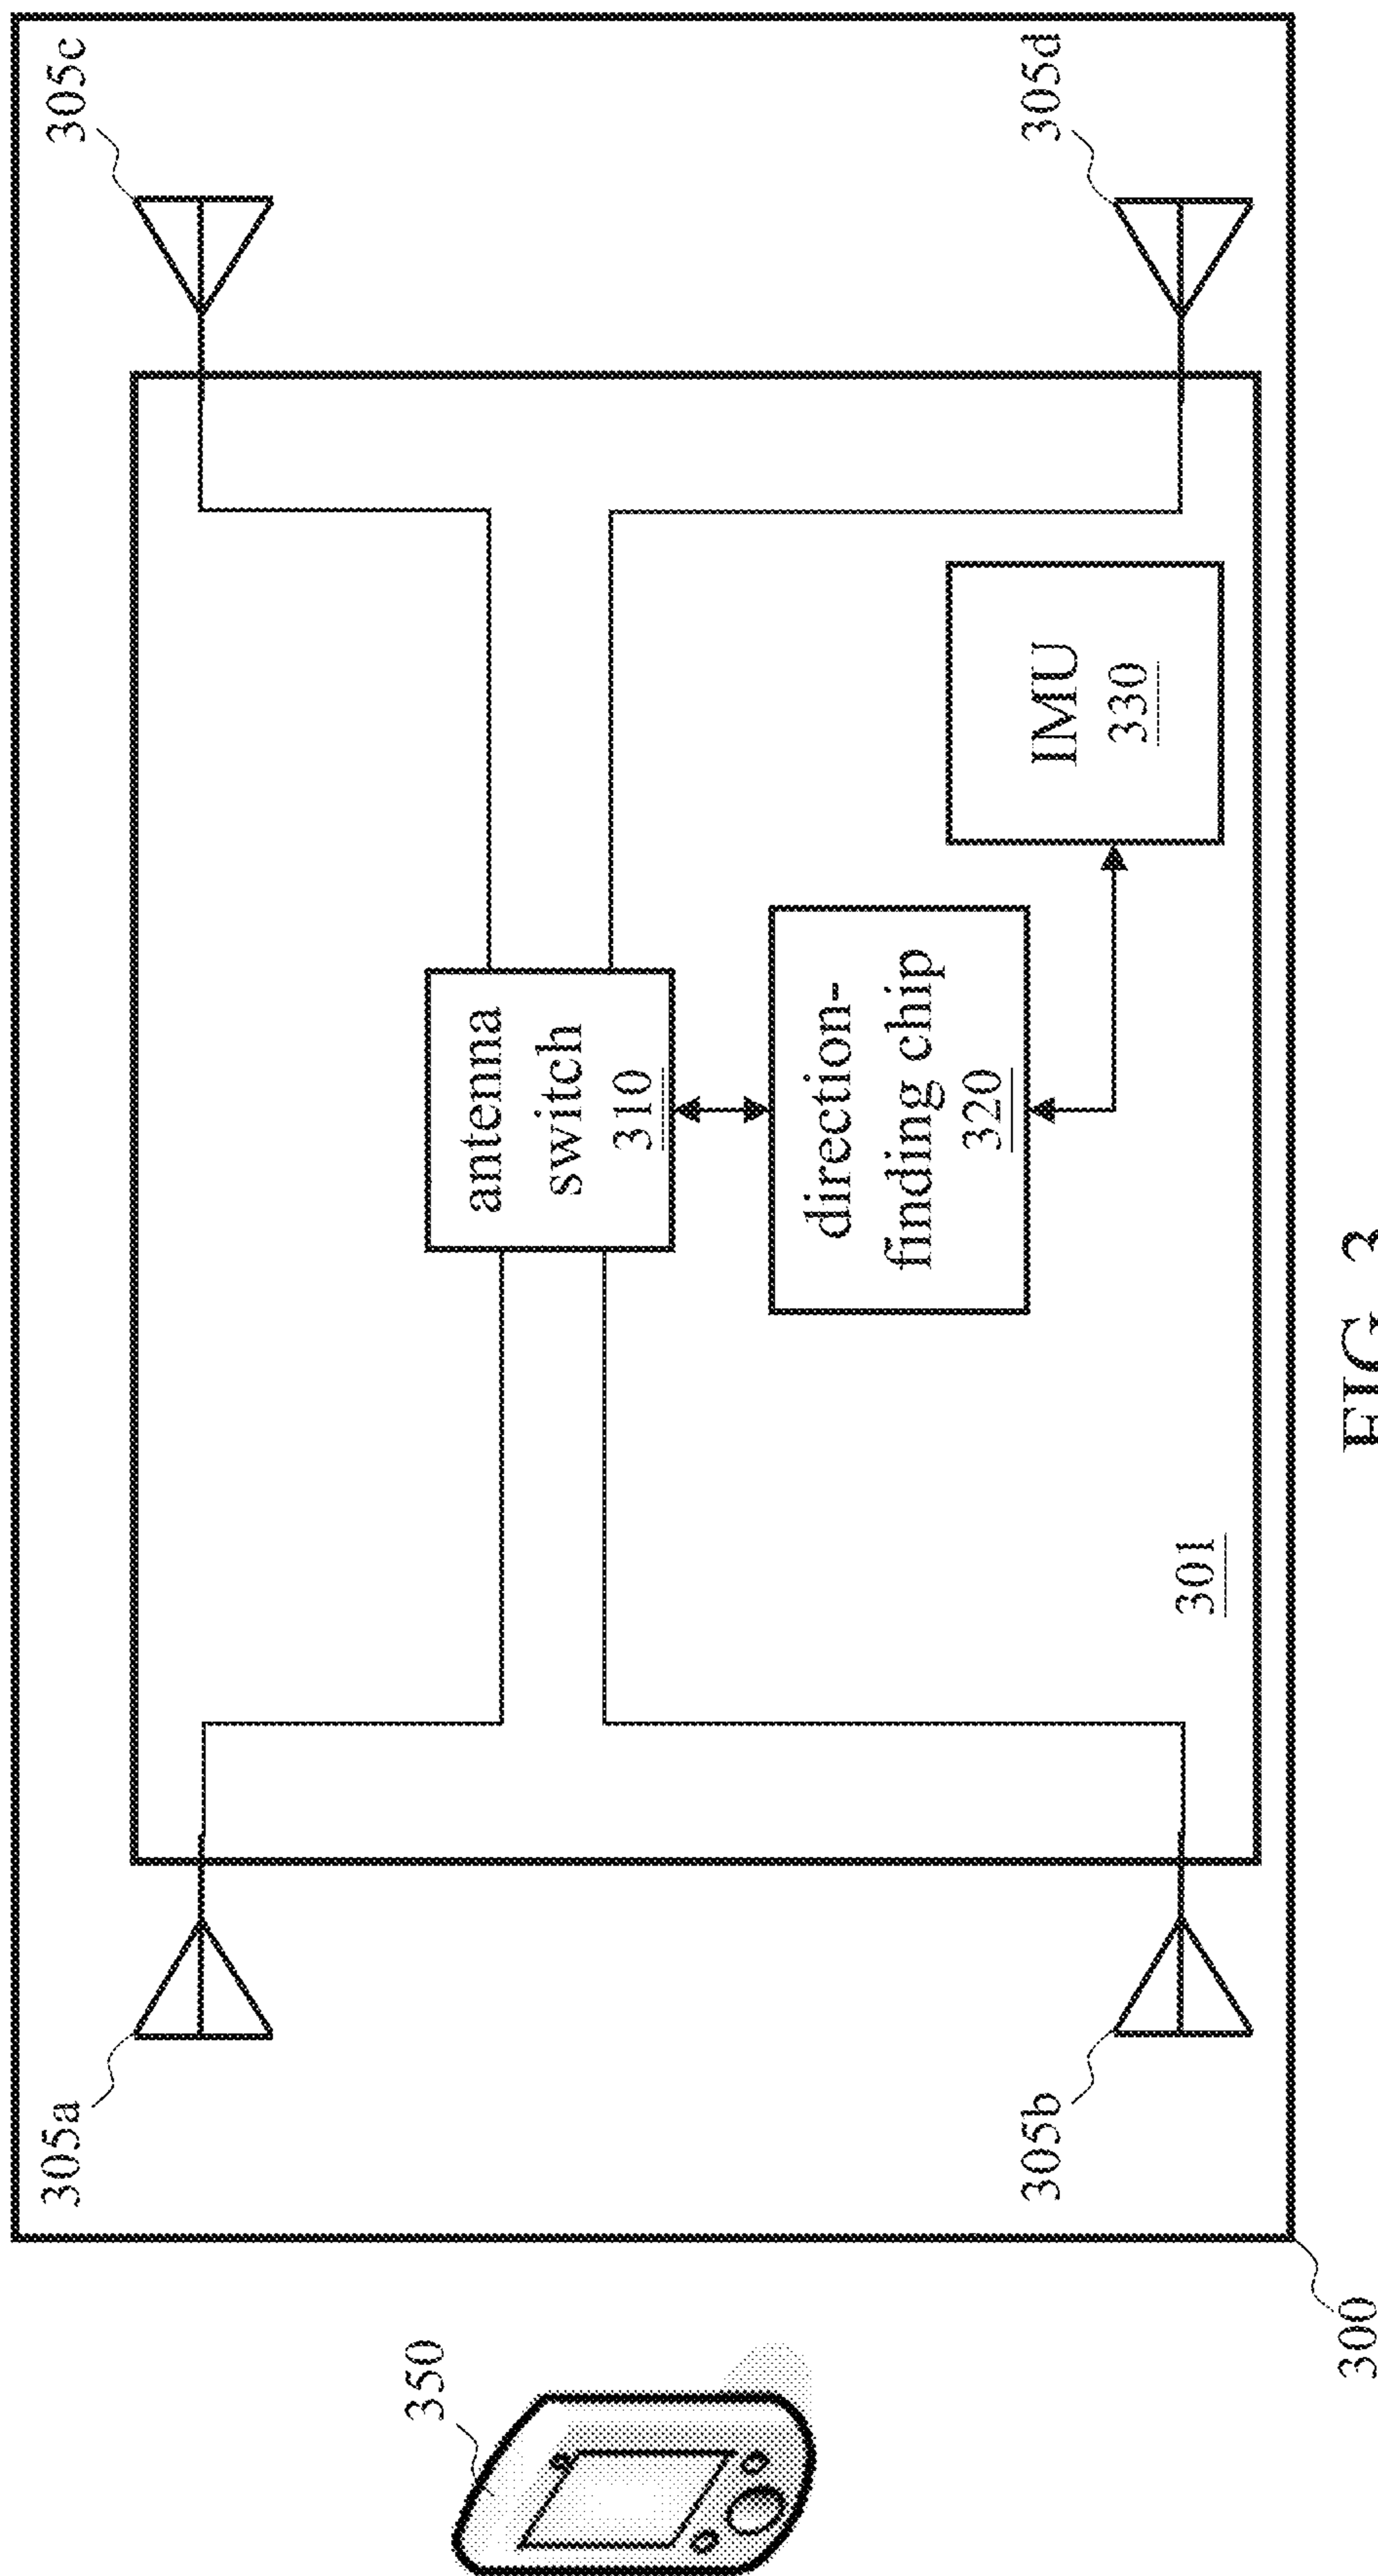 305a
305c
350
antenna
switch
310
direction-
finding chip
320
305b
IMU
330
305d
301
300
FIG. 3